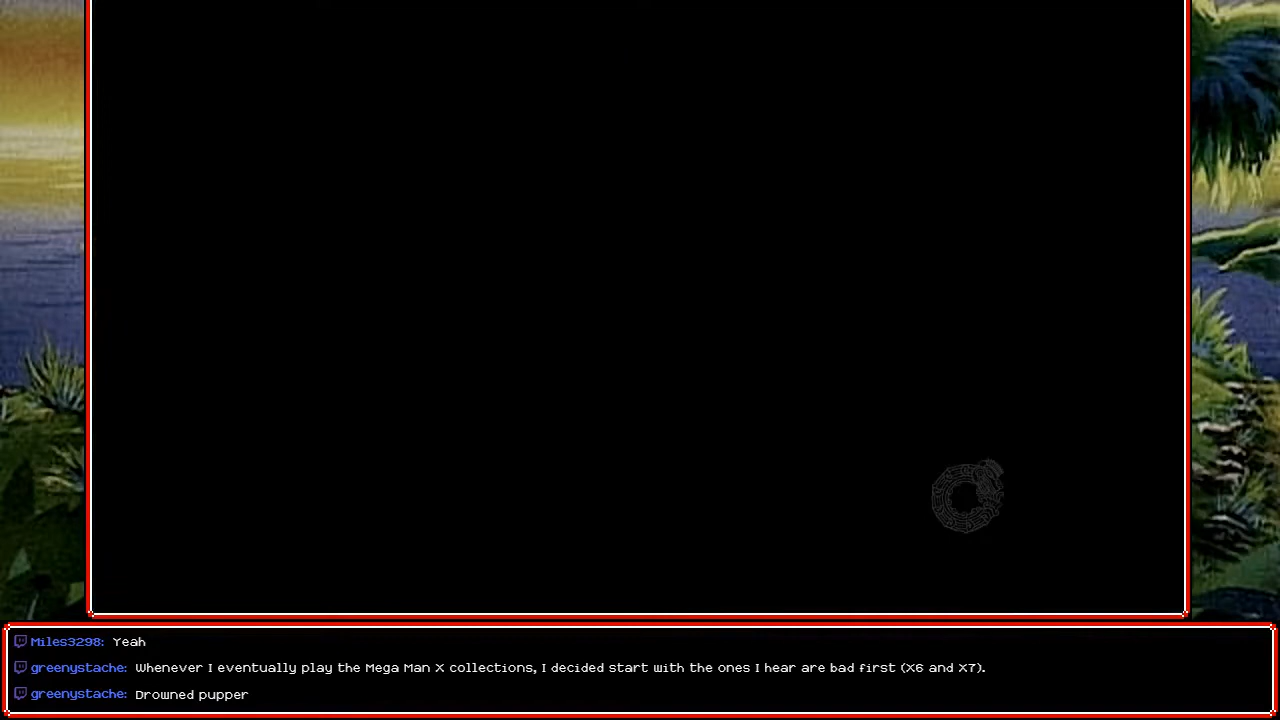 Miles3298: Yeah
greenystache: Whenever I eventually play the Mega Man X collections, I decided start with the ones I hear are bad first (X6 and X7).
greenystache: Drowned pupper